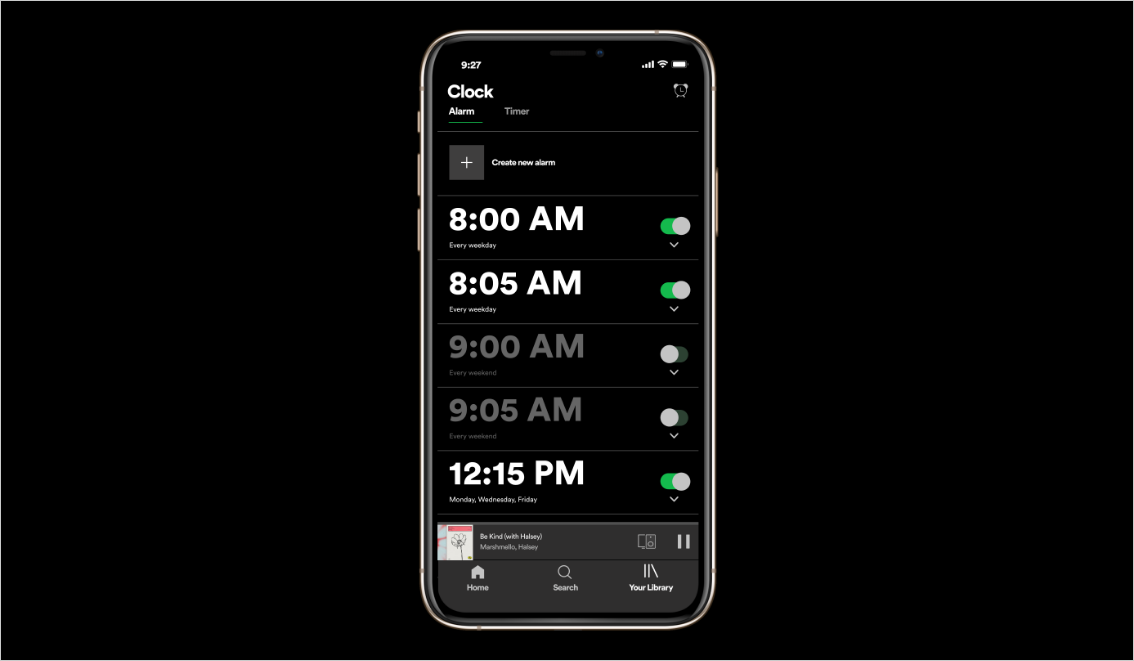 9:27
Clock
Alarm Timer
Create new alarm
8:00 AM
Every weekday
8:05 AM
Every weekday
9:00 AM
Every weekend
9:05 AM
Every weekend
12:15 PM
Monday, Wednesday, Friday
Be Kind (with Halsey)
Marshmello, Halsey
Home Search Your Library